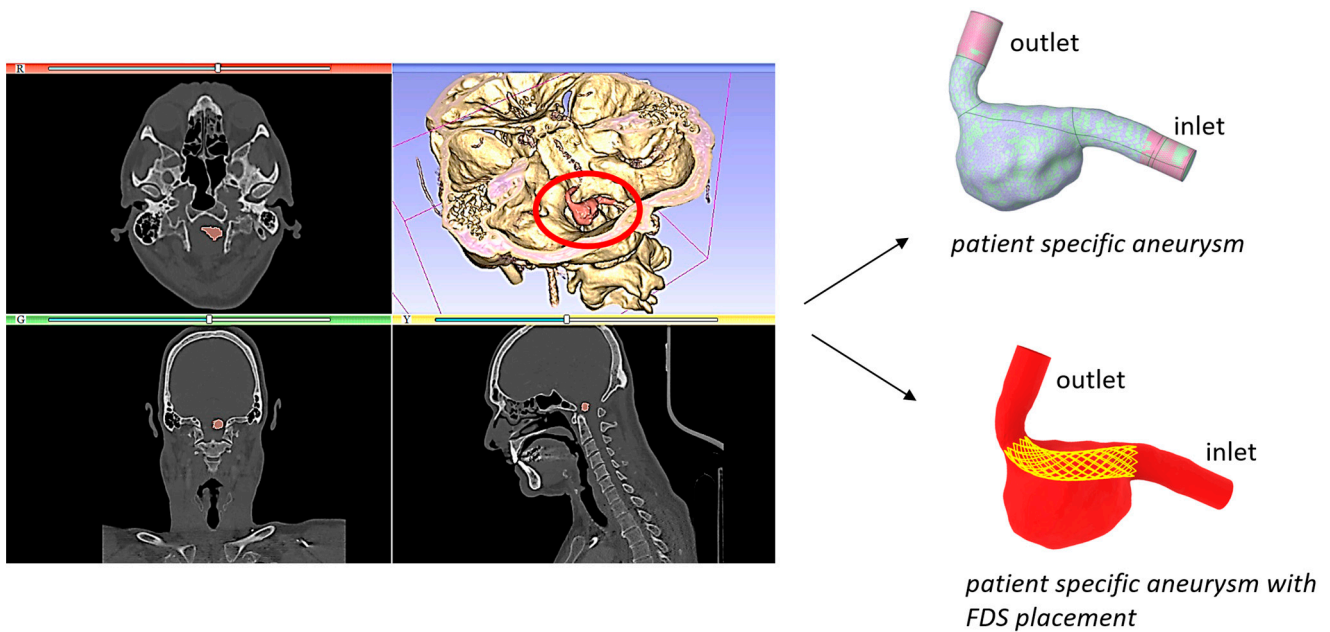 R
G
Y
outlet
inlet
patient specific aneurysm
outlet
inlet
patient specific aneurysm with
FDS placement